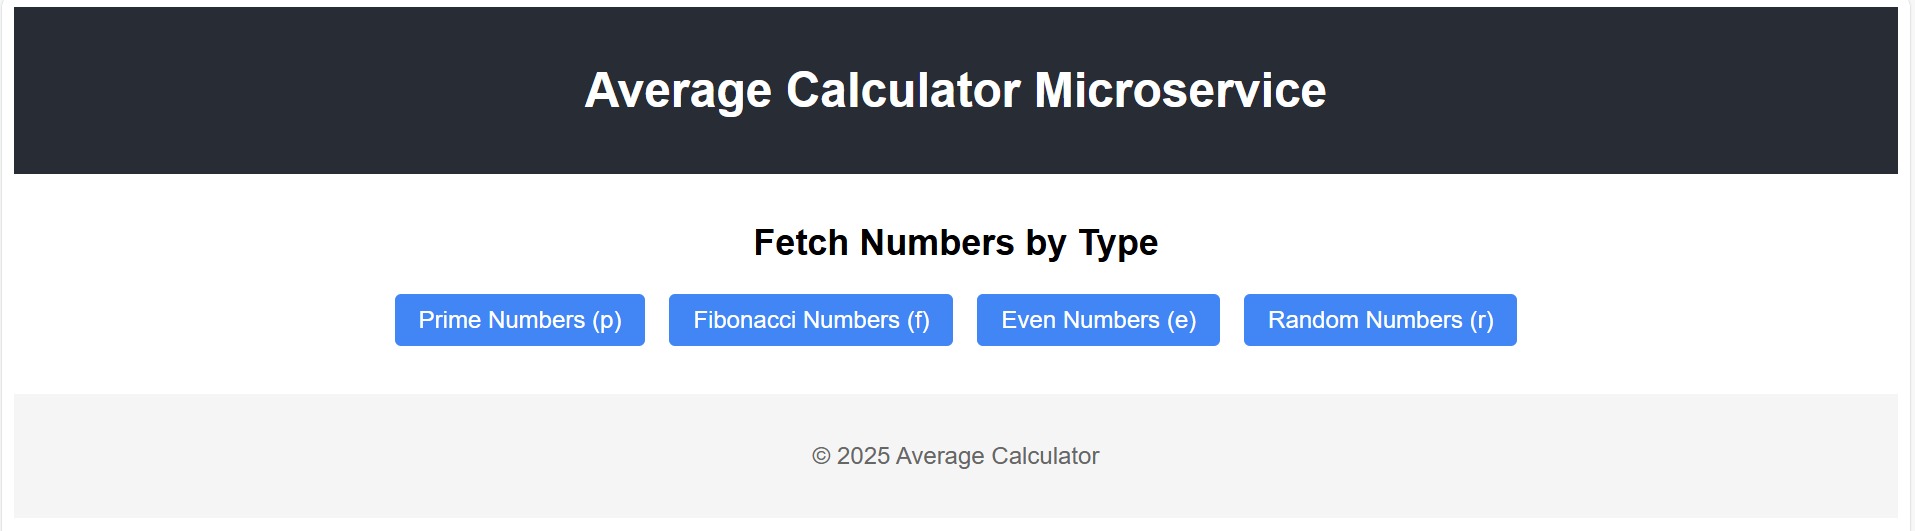 Average Calculator Microservice
Fetch Numbers by Type
Prime Numbers (p)
Fibonacci Numbers (f)
Even Numbers (e)
Random Numbers (r)
© 2025 Average Calculator